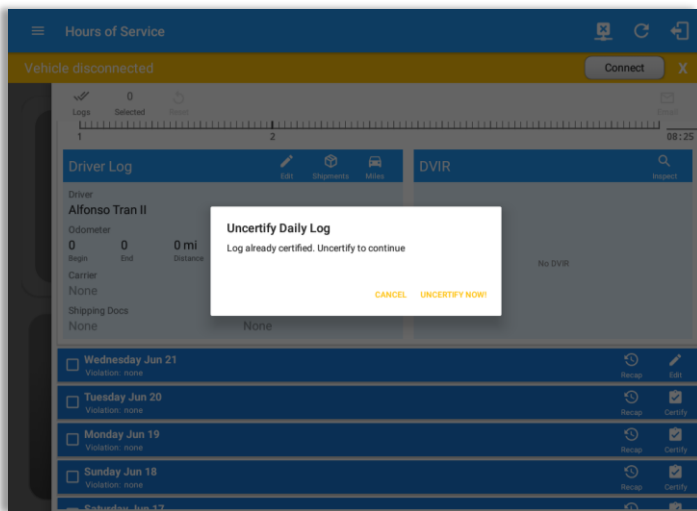 Hours of Service
Vehicle disconnected
Connect
X
0
Logs
Selected
Reset
Email
1
2
08:25
Driver Log
Edit
Shipments
Miles
DVIR
Inspect
Driver
Alfonso Tran II
Odometer
0
0
0 mi
Begin
End
Distance
Carrier
None
Shipping Docs
None
None
No DVIR
Uncertify Daily Log
Log already certified. Uncertify to continue
CANCEL
UNCERTIFY NOW!
Wednesday Jun 21
Violation: none
Recap
Edit
Tuesday Jun 20
Violation: none
Recap
Certify
Monday Jun 19
Violation: none
Recap
Certify
Sunday Jun 18
Violation: none
Recap
Certify
Saturday Jun 17